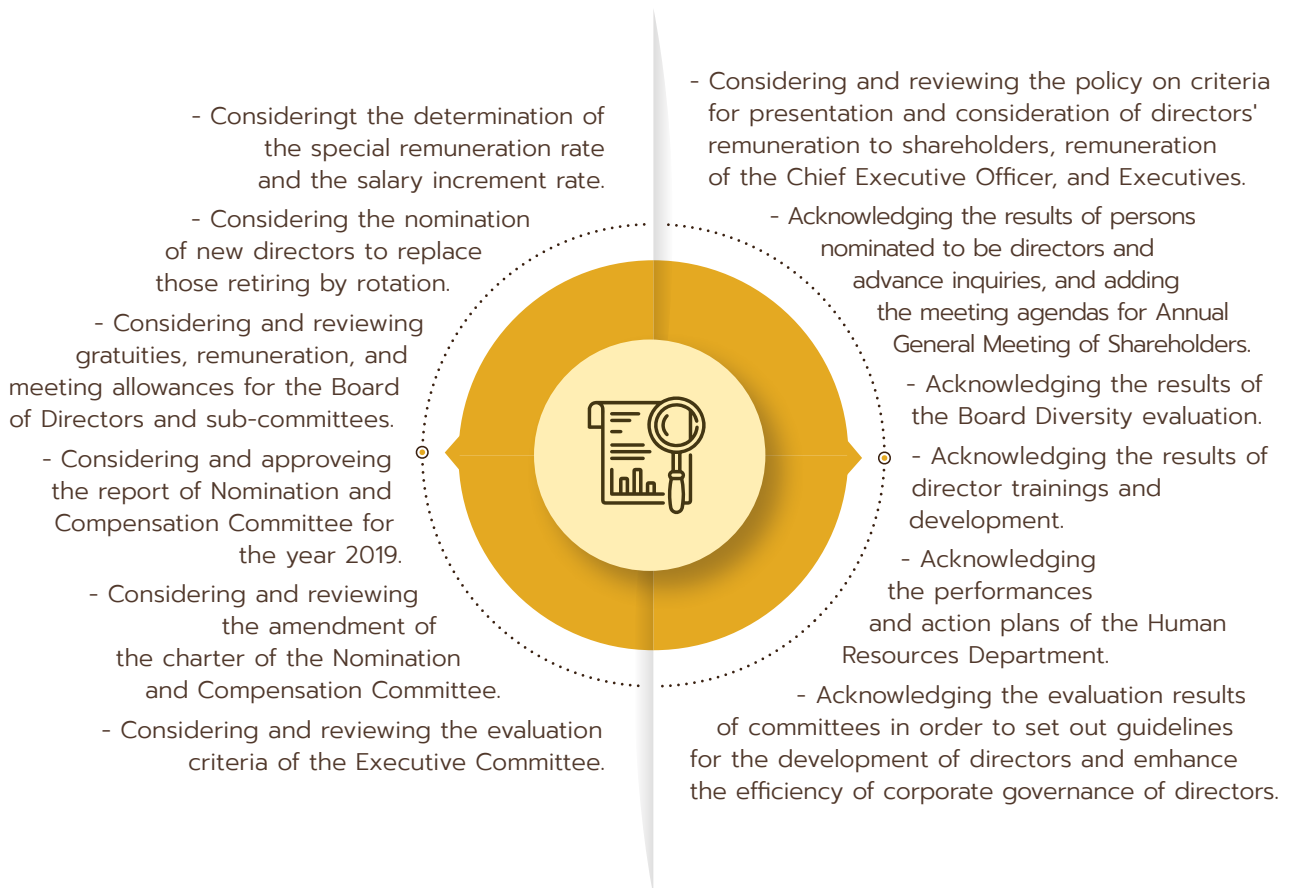 - Consideringt the determination of
the special remuneration rate
and the salary increment rate.
- Considering the nomination
of new directors to replace
those retiring by rotation.
- Considering and reviewing
gratuities, remuneration, and
meeting allowances for the Board
of Directors and sub-committees.
- Considering and approveing
the report of Nomination and
Compensation Committee for
the year 2019.
- Considering and reviewing
the amendment of
the charter of the Nomination
and Compensation Committee.
- Considering and reviewing the evaluation
criteria of the Executive Committee.
- Considering and reviewing the policy on criteria
for presentation and consideration of directors'
remuneration to shareholders, remuneration
of the Chief Executive Officer, and Executives.
- Acknowledging the results of persons
nominated to be directors and
advance inquiries, and adding
the meeting agendas for Annual
General Meeting of Shareholders.
- Acknowledging the results of
the Board Diversity evaluation.
- Acknowledging the results of
director trainings and
development.
- Acknowledging
the performances
and action plans of the Human
Resources Department.
- Acknowledging the evaluation results
of committees in order to set out guidelines
for the development of directors and emhance
the efficiency of corporate governance of directors.